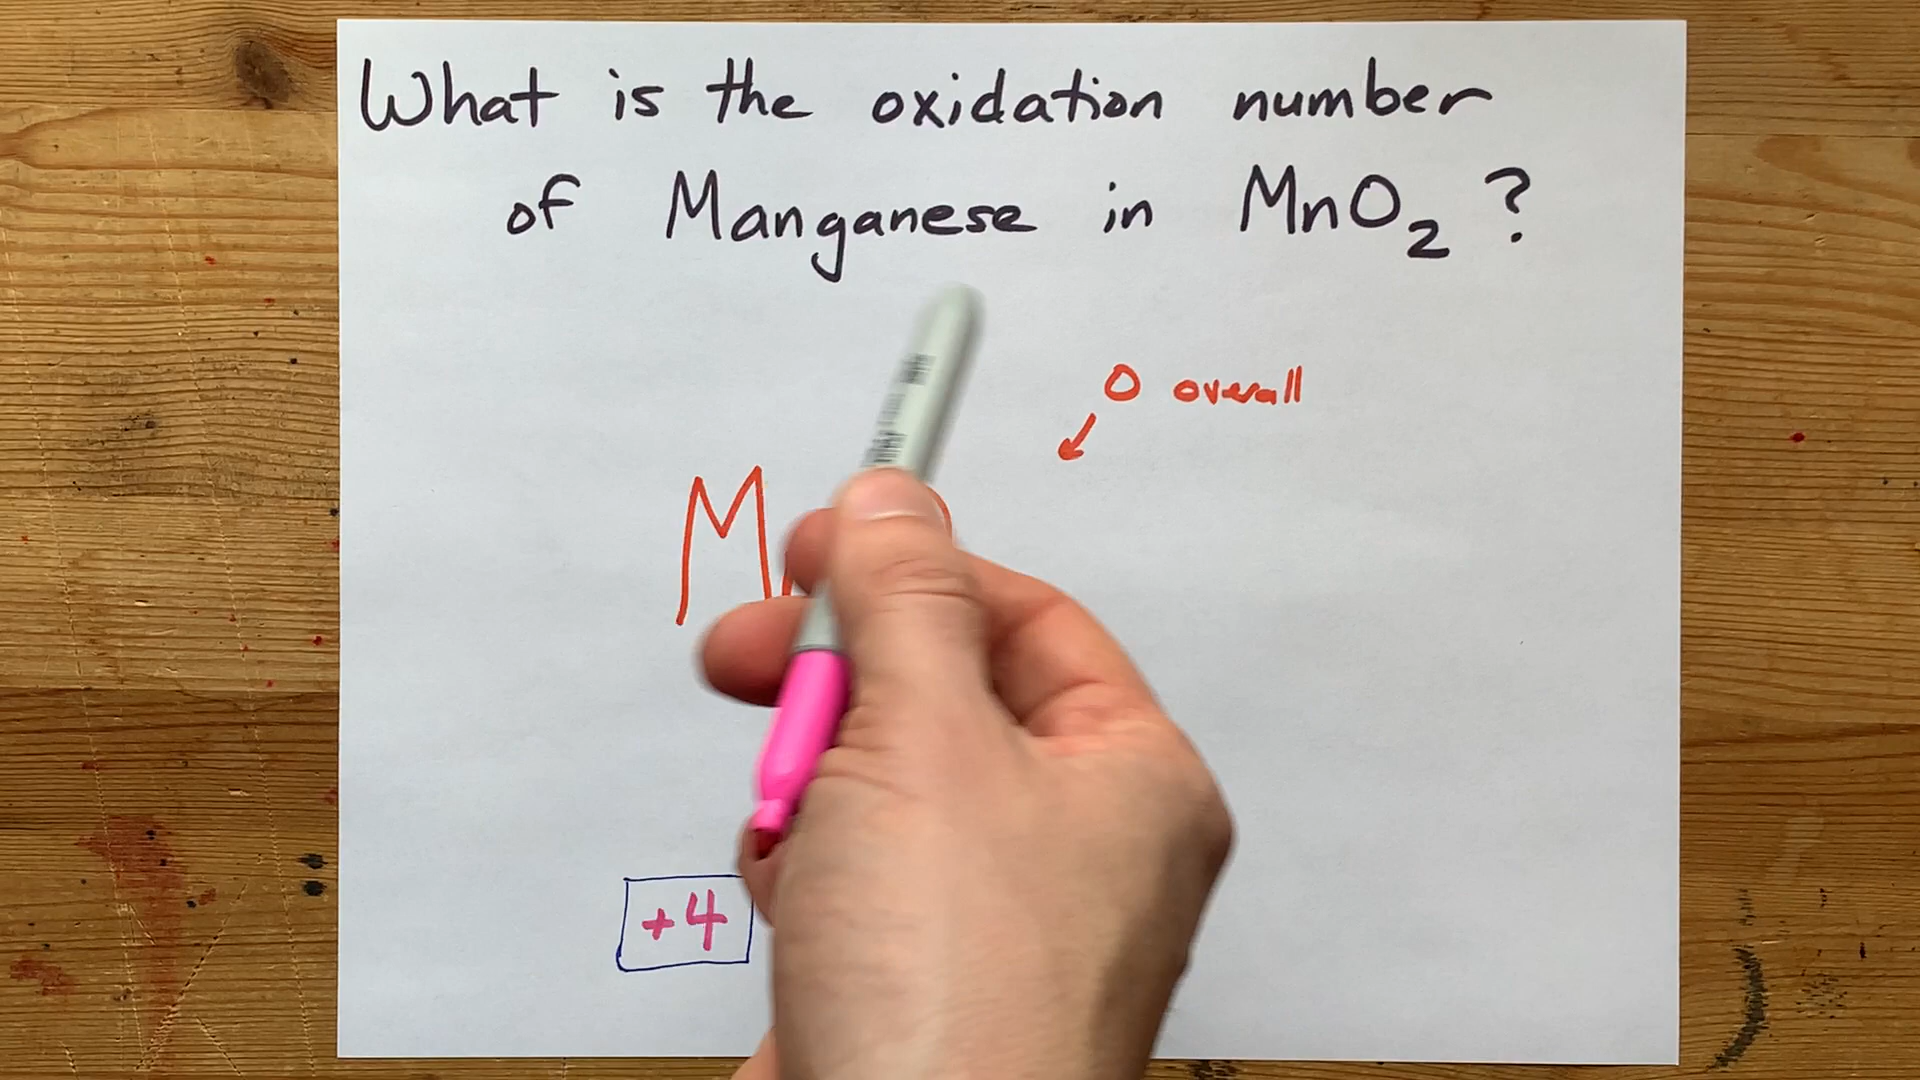 What is the oxidation number
of Manganese in MnO₂ ?
0 overall
+4